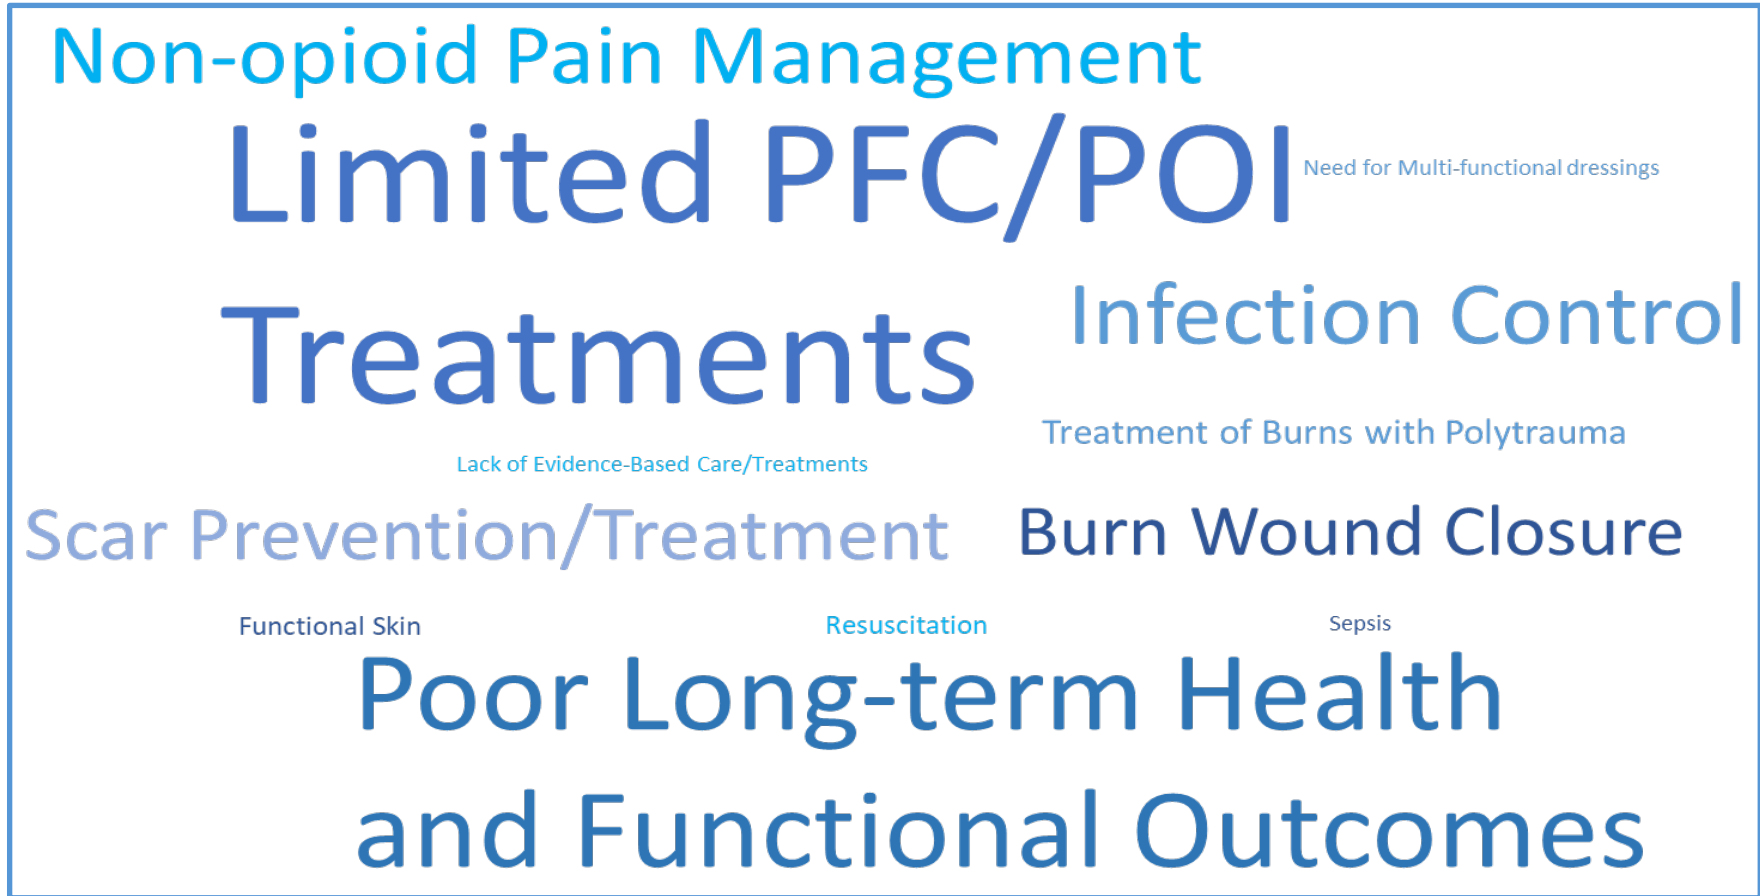 Non-opioid Pain Management
Limited PFC/POI
Need for Multi-functional dressings
Treatments
Infection Control
Treatment of Burns with Polytrauma
Lack of Evidence-Based Care/Treatments
Scar Prevention/Treatment
Burn Wound Closure
Functional Skin
Resuscitation
Sepsis
Poor Long-term Health
and Functional Outcomes